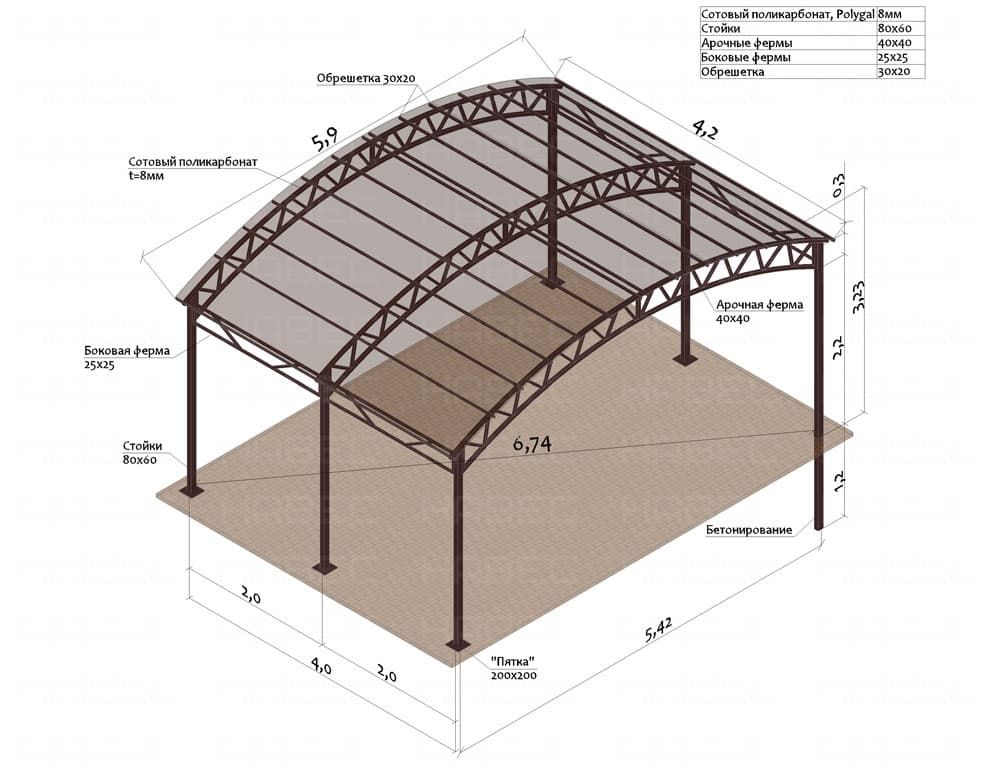 Сотовый поликарбонат, Polygal 8мм
Стойки 80х60
Арочные фермы 40х40
Боковые фермы 25х25
Обрешетка 30х20
Обрешетка 30х20
5,9
4,2
Сотовый поликарбонат
t=8мм
0,3
3,23
2,2
Арочная ферма
40х40
Боковая ферма
25х25
Стойки
80х60
6,74
1,2
Бетонирование
2,0
4,0
2,0
5,42
"Пятка"
200х200
НАВЕС